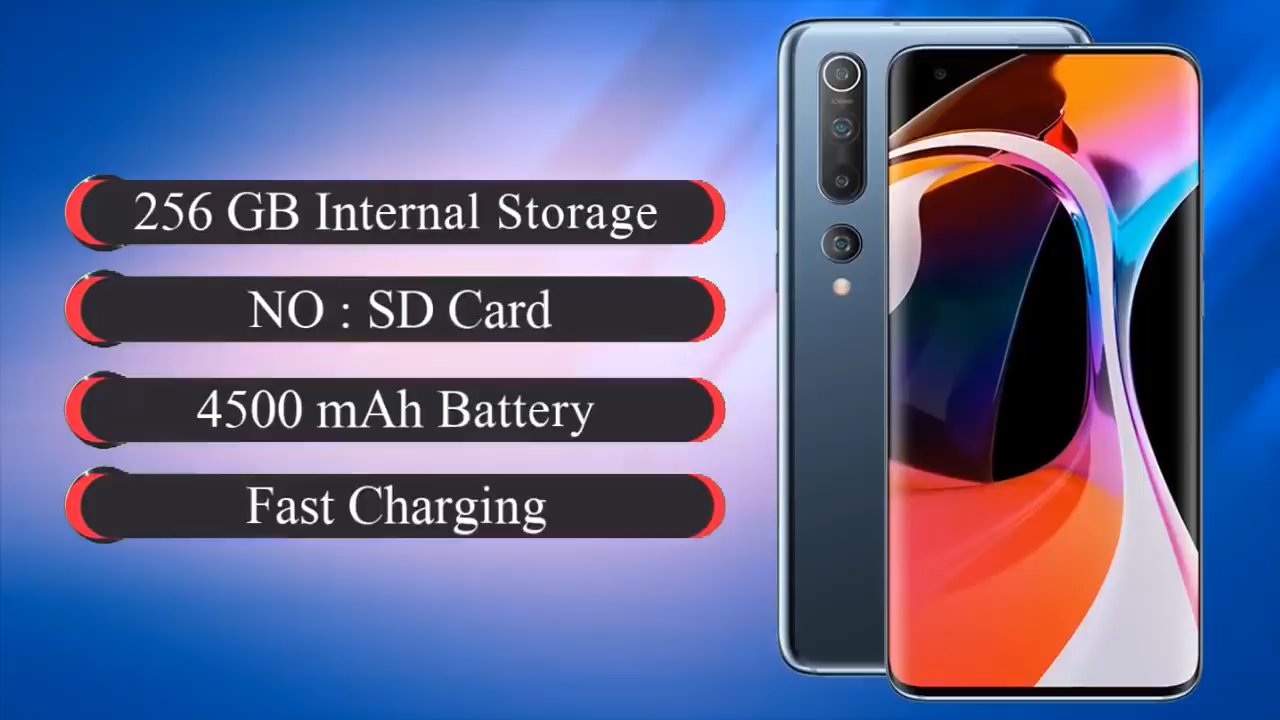 256 GB Internal Storage
NO : SD Card
4500 mAh Battery
Fast Charging